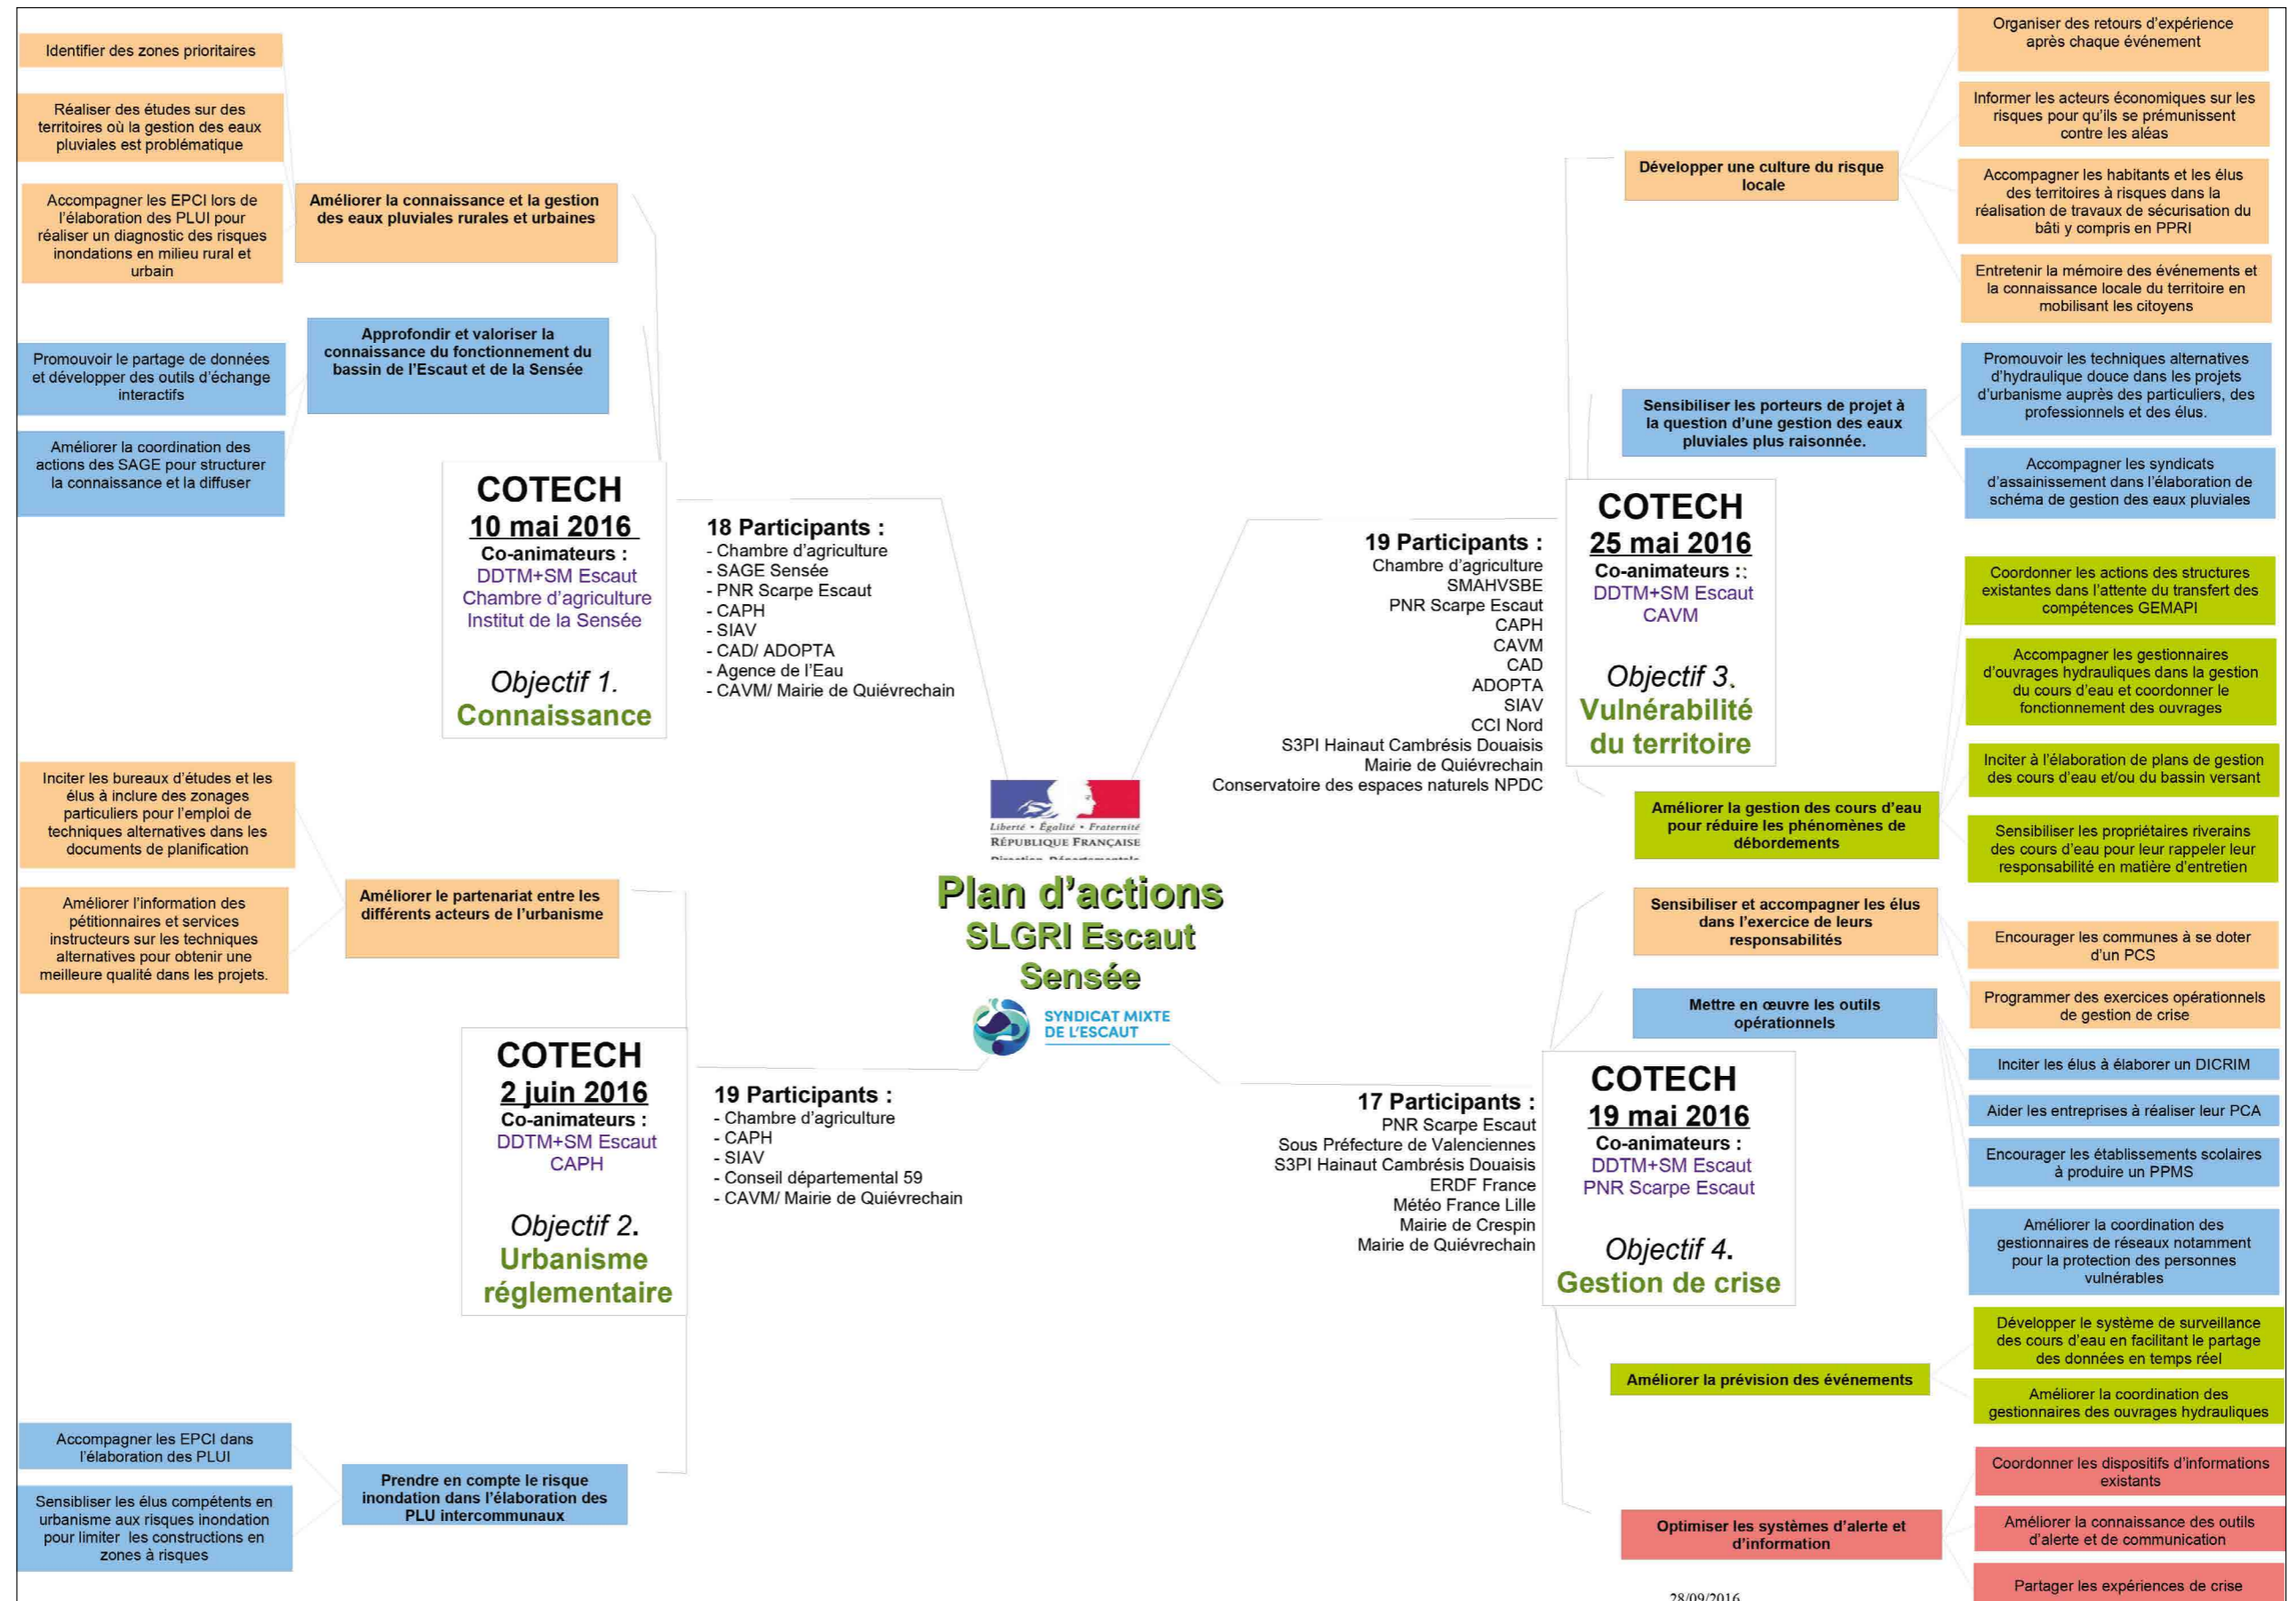 Identifier des zones prioritaires
Réaliser des études sur des
territoires où la gestion des eaux
pluviales est problématique
Accompagner les EPCI lors de
l'élaboration des PLUI pour
réaliser un diagnostic des risques
inondations en milieu rural et
urbain
Améliorer la connaissance et la gestion
des eaux pluviales rurales et urbaines
Promouvoir le partage de données
et développer des outils d'échange
interactifs
Améliorer la coordination des
actions des SAGE pour structurer
la connaissance et la diffuser
Approfondir et valoriser la
connaissance du fonctionnement du
bassin de l'Escaut et de la Sensée
COTECH
10 mai 2016
Co-animateurs :
DDTM+SM Escaut
Chambre d'agriculture
Institut de la Sensée
Objectif 1.
Connaissance
18 Participants :
- Chambre d'agriculture
- SAGE Sensée
- PNR Scarpe Escaut
- CAPH
- SIAV
- CAD/ ADOPTA
- Agence de l'Eau
- CAVM/ Mairie de Quiévrechain
Inciter les bureaux d'études et les
élus à inclure des zonages
particuliers pour l'emploi de
techniques alternatives dans les
documents de planification
Améliorer l'information des
pétitionnaires et services
instructeurs sur les techniques
alternatives pour obtenir une
meilleure qualité dans les projets.
Améliorer le partenariat entre les
différents acteurs de l'urbanisme
COTECH
2 juin 2016
Co-animateurs :
DDTM+SM Escaut
CAPH
Objectif 2.
Urbanisme
réglementaire
19 Participants :
- Chambre d'agriculture
- CAPH
- SIAV
- Conseil départemental 59
- CAVM/ Mairie de Quiévrechain
Accompagner les EPCI dans
l'élaboration des PLUI
Sensibliser les élus compétents en
urbanisme aux risques inondation
pour limiter les constructions en
zones à risques
Prendre en compte le risque
inondation dans l'élaboration des
PLU intercommunaux
Liberté • Égalité • Fraternité
RÉPUBLIQUE FRANÇAISE
Direction Départementale
Plan d'actions
SLGRI Escaut
Sensée
SYNDICAT MIXTE
DE L'ESCAUT
19 Participants :
Chambre d'agriculture
SMAHVSBE
PNR Scarpe Escaut
CAPH
CAVM
CAD
ADOPTA
SIAV
CCI Nord
S3PI Hainaut Cambrésis Douaisis
Mairie de Quiévrechain
Conservatoire des espaces naturels NPDC
COTECH
25 mai 2016
Co-animateurs ::
DDTM+SM Escaut
CAVM
Objectif 3.
Vulnérabilité
du territoire
Développer une culture du risque
locale
Organiser des retours d'expérience
après chaque événement
Informer les acteurs économiques sur les
risques pour qu'ils se prémunissent
contre les aléas
Accompagner les habitants et les élus
des territoires à risques dans la
réalisation de travaux de sécurisation du
bâti y compris en PPRI
Entretenir la mémoire des événements et
la connaissance locale du territoire en
mobilisant les citoyens
Sensibiliser les porteurs de projet à
la question d'une gestion des eaux
pluviales plus raisonnée.
Promouvoir les techniques alternatives
d'hydraulique douce dans les projets
d'urbanisme auprès des particuliers, des
professionnels et des élus.
Accompagner les syndicats
d'assainissement dans l'élaboration de
schéma de gestion des eaux pluviales
Améliorer la gestion des cours d'eau
pour réduire les phénomènes de
débordements
Coordonner les actions des structures
existantes dans l'attente du transfert des
compétences GEMAPI
Accompagner les gestionnaires
d'ouvrages hydrauliques dans la gestion
du cours d'eau et coordonner le
fonctionnement des ouvrages
Inciter à l'élaboration de plans de gestion
des cours d'eau et/ou du bassin versant
Sensibiliser les propriétaires riverains
des cours d'eau pour leur rappeler leur
responsabilité en matière d'entretien
17 Participants :
PNR Scarpe Escaut
Sous Préfecture de Valenciennes
S3PI Hainaut Cambrésis Douaisis
ERDF France
Météo France Lille
Mairie de Crespin
Mairie de Quiévrechain
COTECH
19 mai 2016
Co-animateurs :
DDTM+SM Escaut
PNR Scarpe Escaut
Objectif 4.
Gestion de crise
Sensibiliser et accompagner les élus
dans l'exercice de leurs
responsabilités
Encourager les communes à se doter
d'un PCS
Programmer des exercices opérationnels
de gestion de crise
Mettre en œuvre les outils
opérationnels
Inciter les élus à élaborer un DICRIM
Aider les entreprises à réaliser leur PCA
Encourager les établissements scolaires
à produire un PPMS
Améliorer la coordination des
gestionnaires de réseaux notamment
pour la protection des personnes
vulnérables
Améliorer la prévision des événements
Développer le système de surveillance
des cours d'eau en facilitant le partage
des données en temps réel
Améliorer la coordination des
gestionnaires des ouvrages hydrauliques
Optimiser les systèmes d'alerte et
d'information
Coordonner les dispositifs d'informations
existants
Améliorer la connaissance des outils
d'alerte et de communication
Partager les expériences de crise
28/09/2016